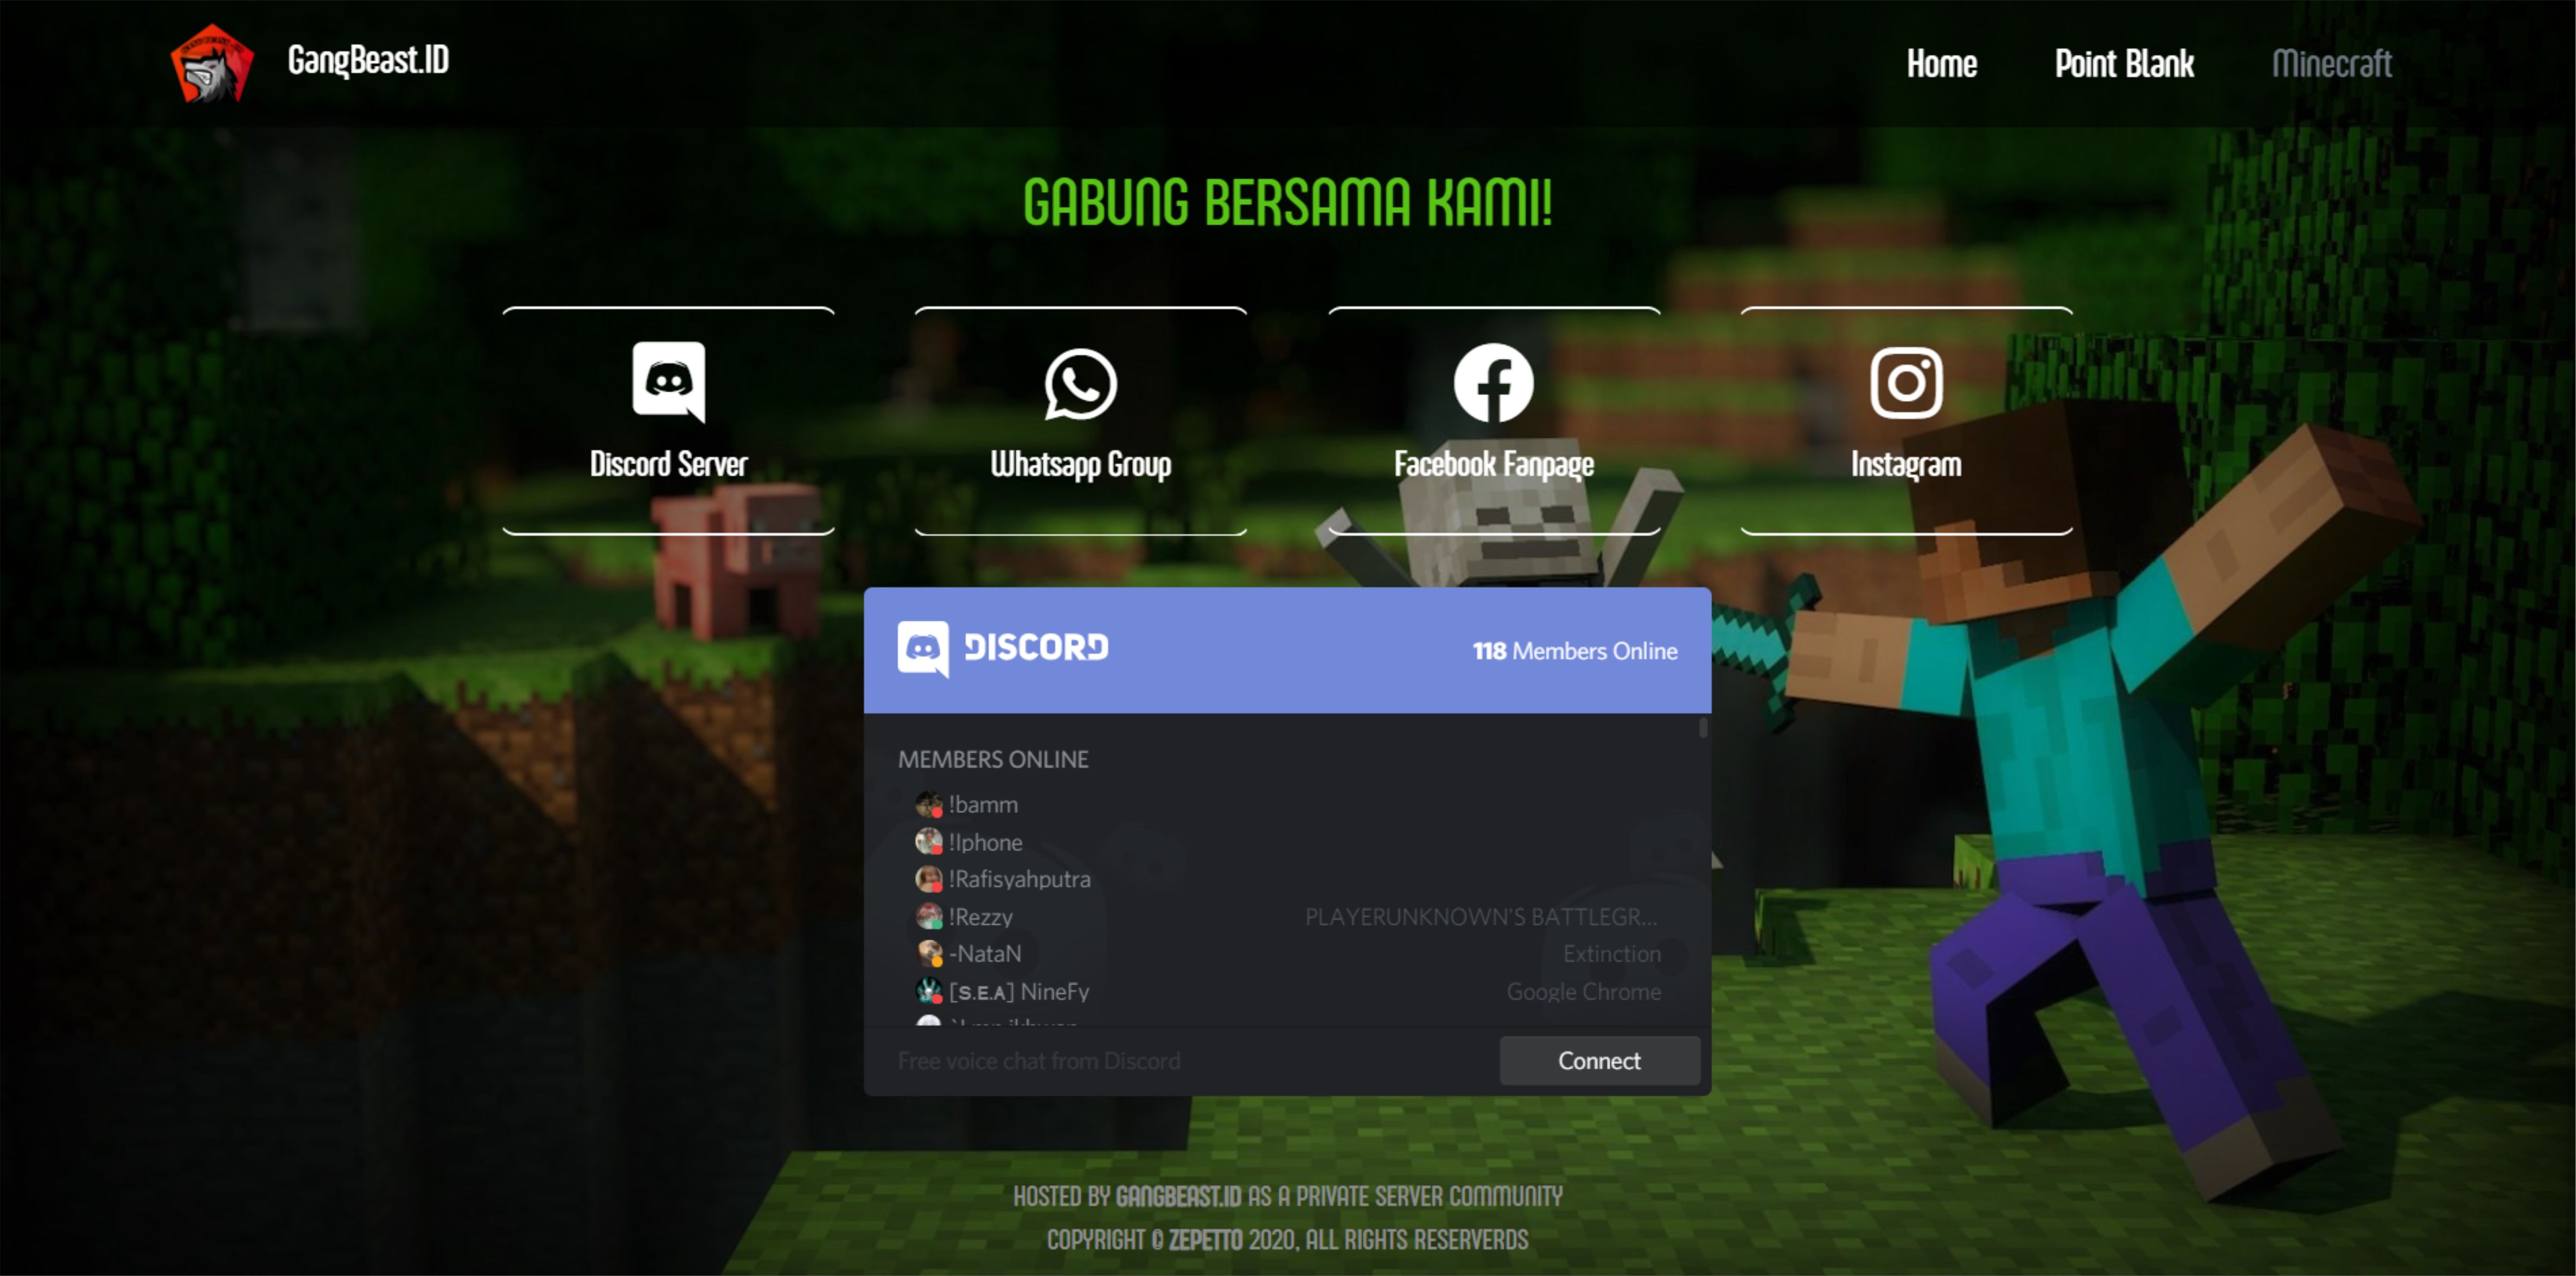 GangBeast.ID
Home
Point Blank
Minecraft
GABUNG BERSAMA KAMI!
Discord Server
Whatsapp Group
Facebook Fanpage
Instagram
DISCORD
118 Members Online
MEMBERS ONLINE
!bamm
!Iphone
!Rafisyahputra
!Rezzy PLAYERUNKNOWN'S BATTLEGR...
-NataN Extinction
[S.E.A] NineFy Google Chrome
Free voice chat from Discord
Connect
HOSTED BY GANGBEAST.ID AS A PRIVATE SERVER COMMUNITY
COPYRIGHT © ZEPETTO 2020, ALL RIGHTS RESERVERDS